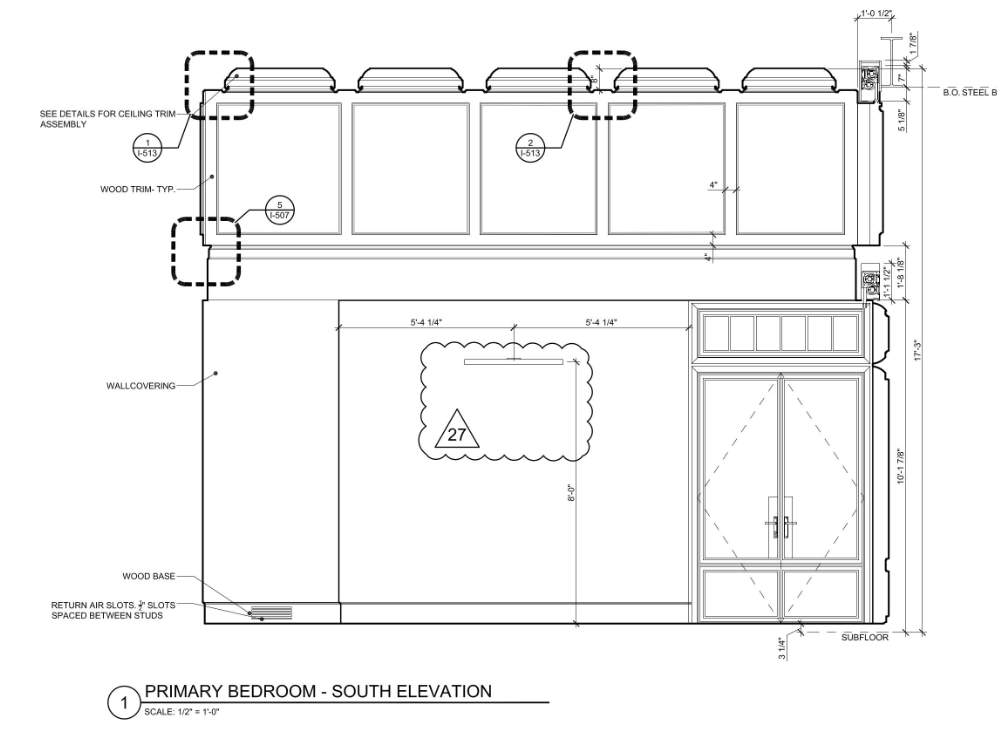 1'-0 1/2"
1 7/8"
7"
8"
B.O. STEEL B
5 1/8"
SEE DETAILS FOR CEILING TRIM
ASSEMBLY
1
I-513
2
I-513
WOOD TRIM- TYP.
4"
5
I-507
4"
1'-1 1/2"
1'-8 1/8"
5'-4 1/4"
5'-4 1/4"
17'-3"
WALLCOVERING
27
10'-1 7/8"
8'-0"
WOOD BASE
RETURN AIR SLOTS. ½" SLOTS
SPACED BETWEEN STUDS
SUBFLOOR
3 1/4"
1
PRIMARY BEDROOM - SOUTH ELEVATION
SCALE: 1/2" = 1'-0"